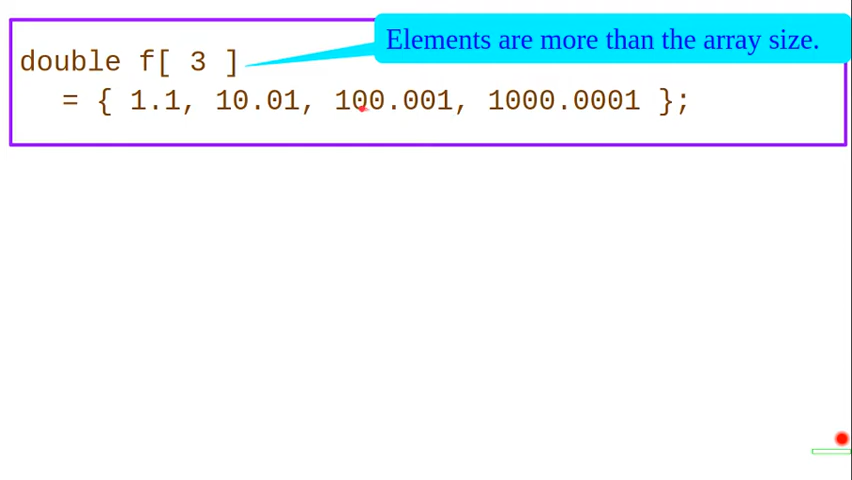 Elements are more than the array size.
double f[ 3 ]
= { 1.1, 10.01, 100.001, 1000.0001 };